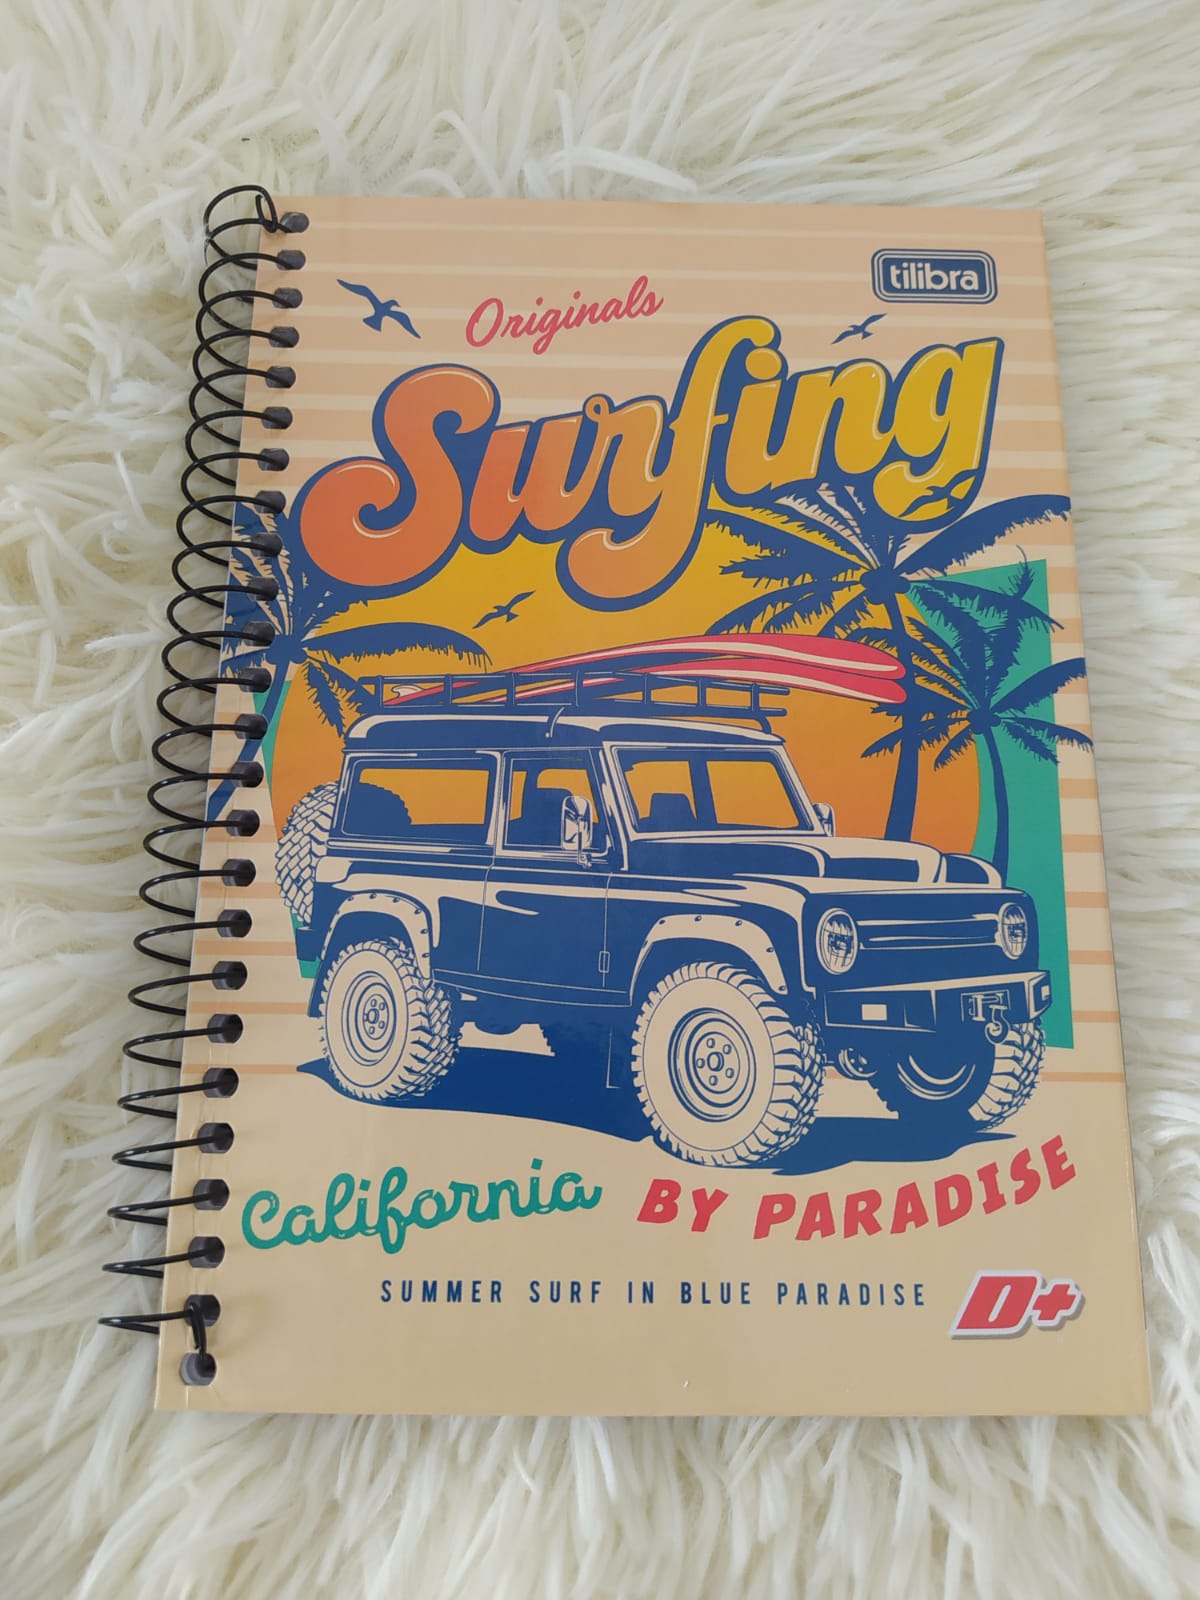 tilibra
Originals
Surfing
California BY PARADISE
SUMMER SURF IN BLUE PARADISE
D+